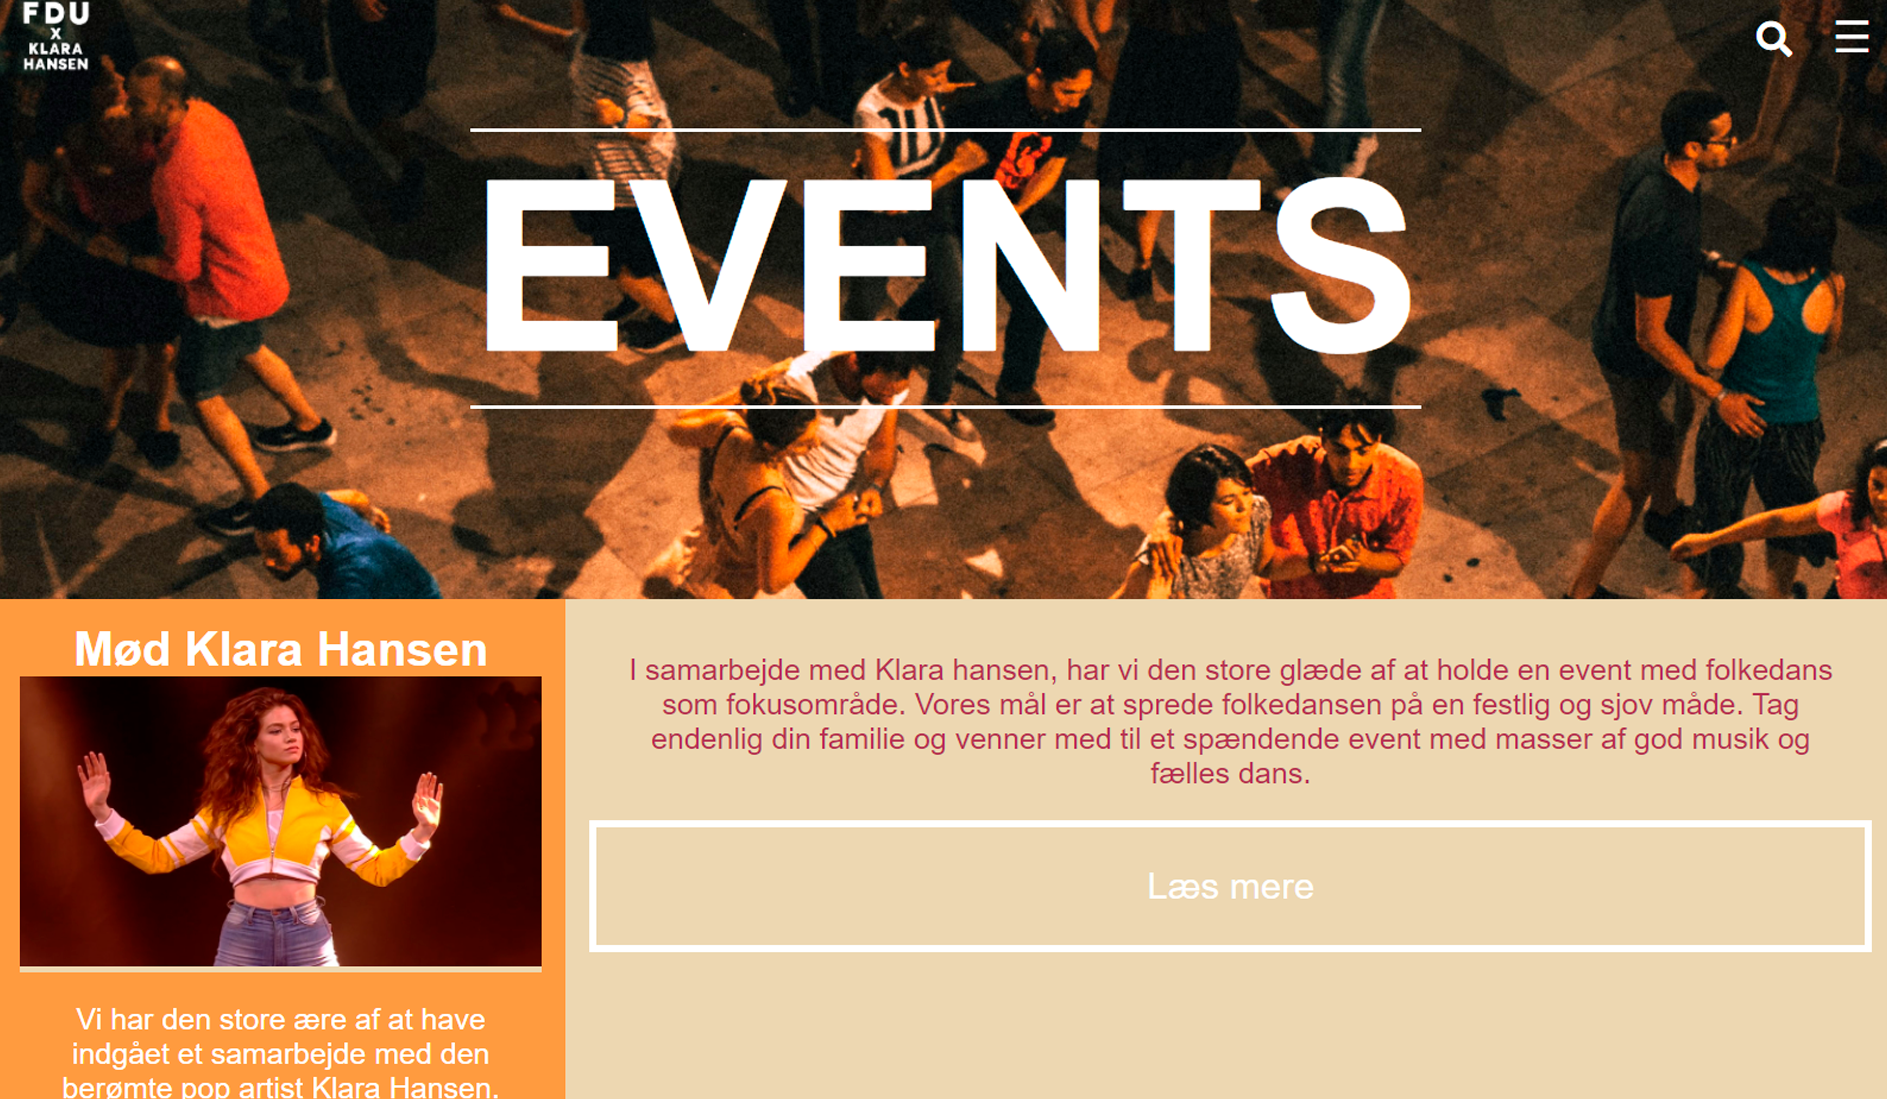 FDU
X
KLARA
HANSEN
EVENTS
Mød Klara Hansen
Vi har den store ære af at have
indgået et samarbejde med den
berømte pop artist Klara Hansen.
I samarbejde med Klara hansen, har vi den store glæde af at holde en event med folkedans
som fokusområde. Vores mål er at sprede folkedansen på en festlig og sjov måde. Tag
endenlig din familie og venner med til et spændende event med masser af god musik og
fælles dans.
Læs mere